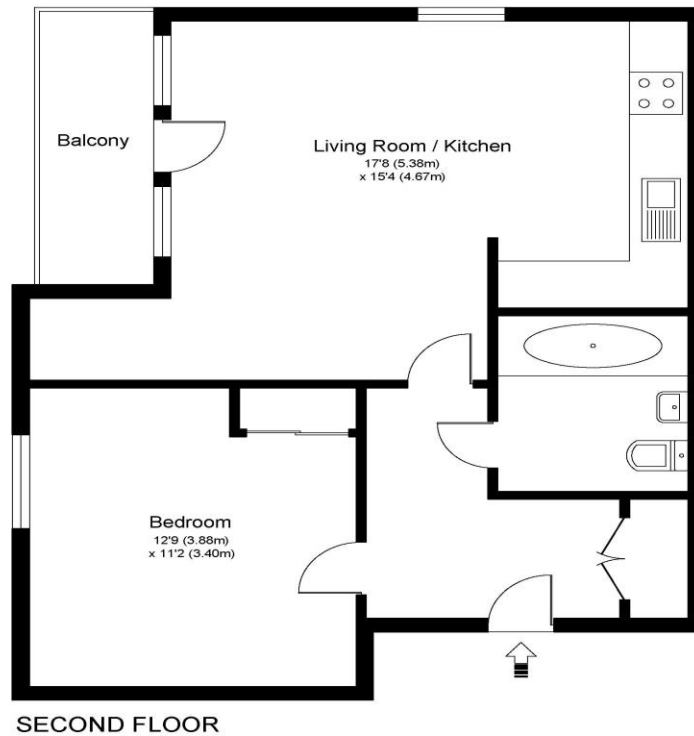 Balcony
Living Room / Kitchen
17'8 (5.38m)
x 15'4 (4.67m)
Bedroom
12'9 (3.88m)
x 11'2 (3.40m)
SECOND FLOOR